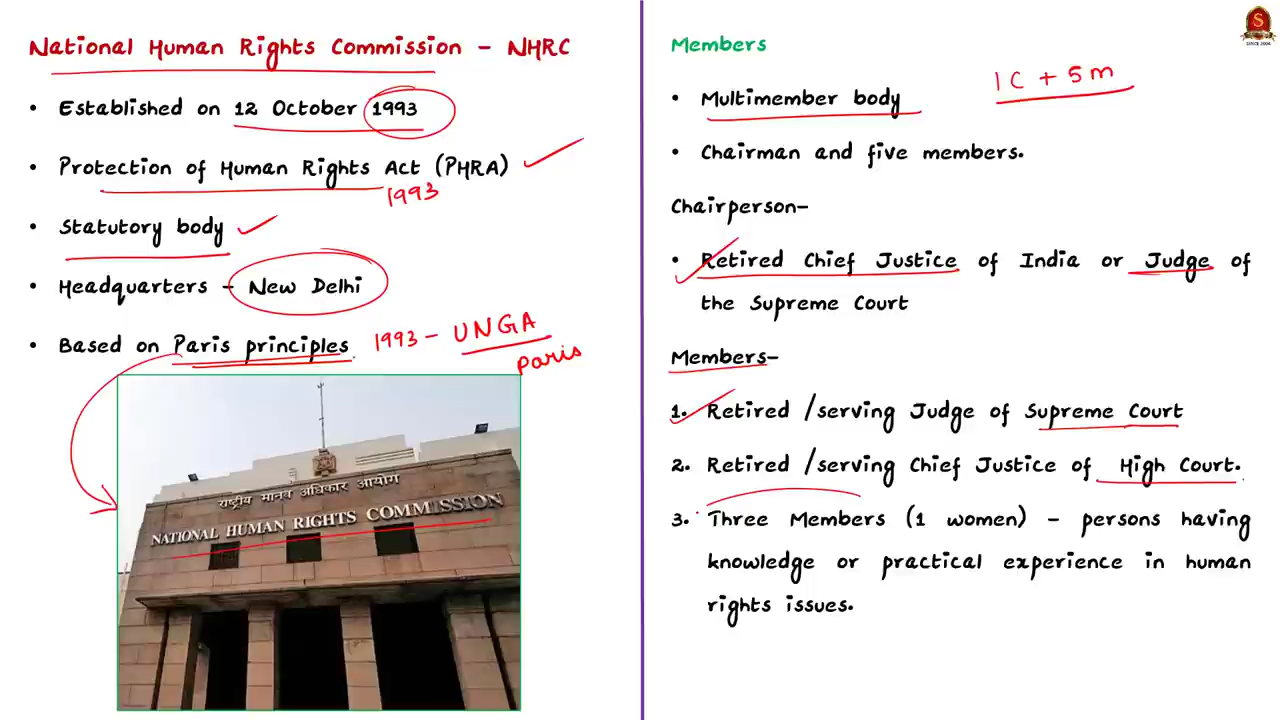 National Human Rights Commission - NHRC
• Established on 12 October 1993
• Protection of Human Rights Act (PHRA)
1993
• Statutory body
• Headquarters - New Delhi
• Based on Paris principles
1993 - UNGA
Paris
राष्ट्रीय मानव अधिकार आयोग
NATIONAL HUMAN RIGHTS COMMISSION
S
SINCE 2004
Members
1C + 5m
• Multimember body
• Chairman and five members.
Chairperson-
• Retired Chief Justice of India or Judge of
the Supreme Court
Members-
1. Retired /serving Judge of Supreme Court
2. Retired /serving Chief Justice of High Court.
3. Three Members (1 women) - persons having
knowledge or practical experience in human
rights issues.